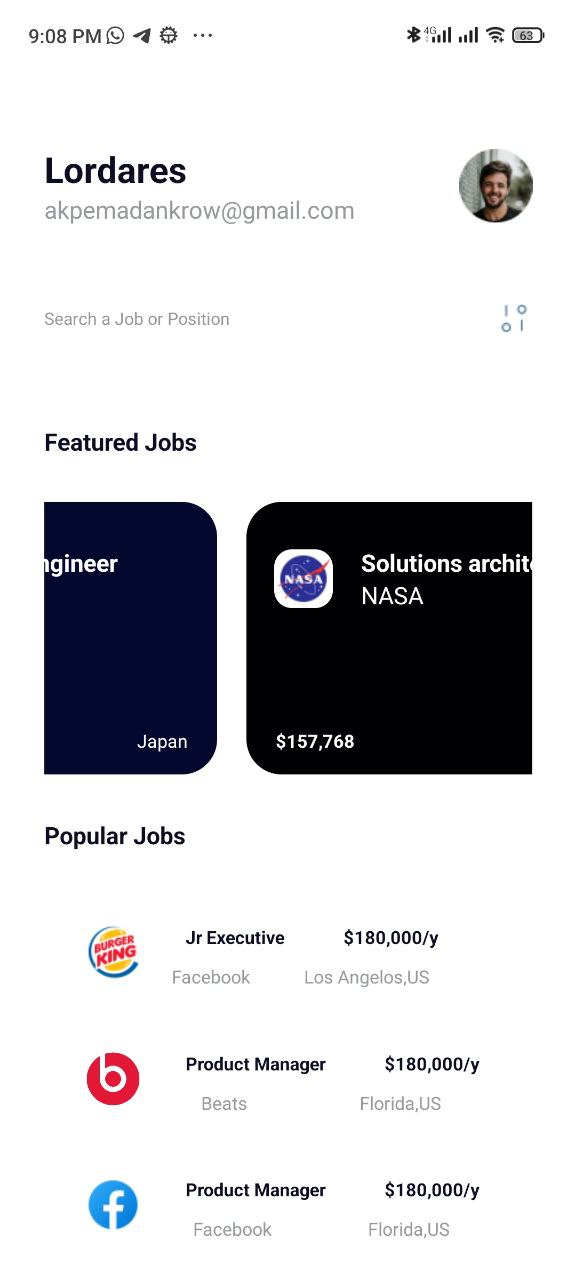 9:08 PM
4G
63
Lordares
akpemadankrow@gmail.com
Search a Job or Position
Featured Jobs
ngineer
Japan
NASA
Solutions archite
NASA
$157,768
Popular Jobs
BURGER
KING
Jr Executive $180,000/y
Facebook Los Angelos,US
Product Manager $180,000/y
Beats Florida,US
Product Manager $180,000/y
Facebook Florida,US